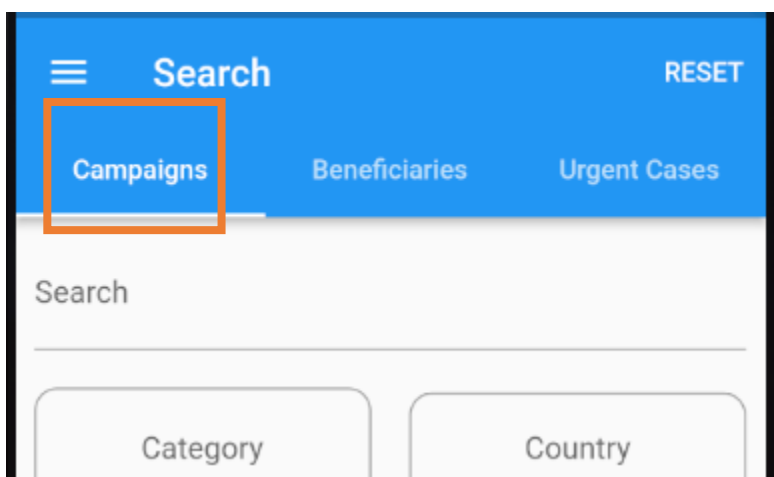 Search RESET
Campaigns Beneficiaries Urgent Cases
Search
Category Country